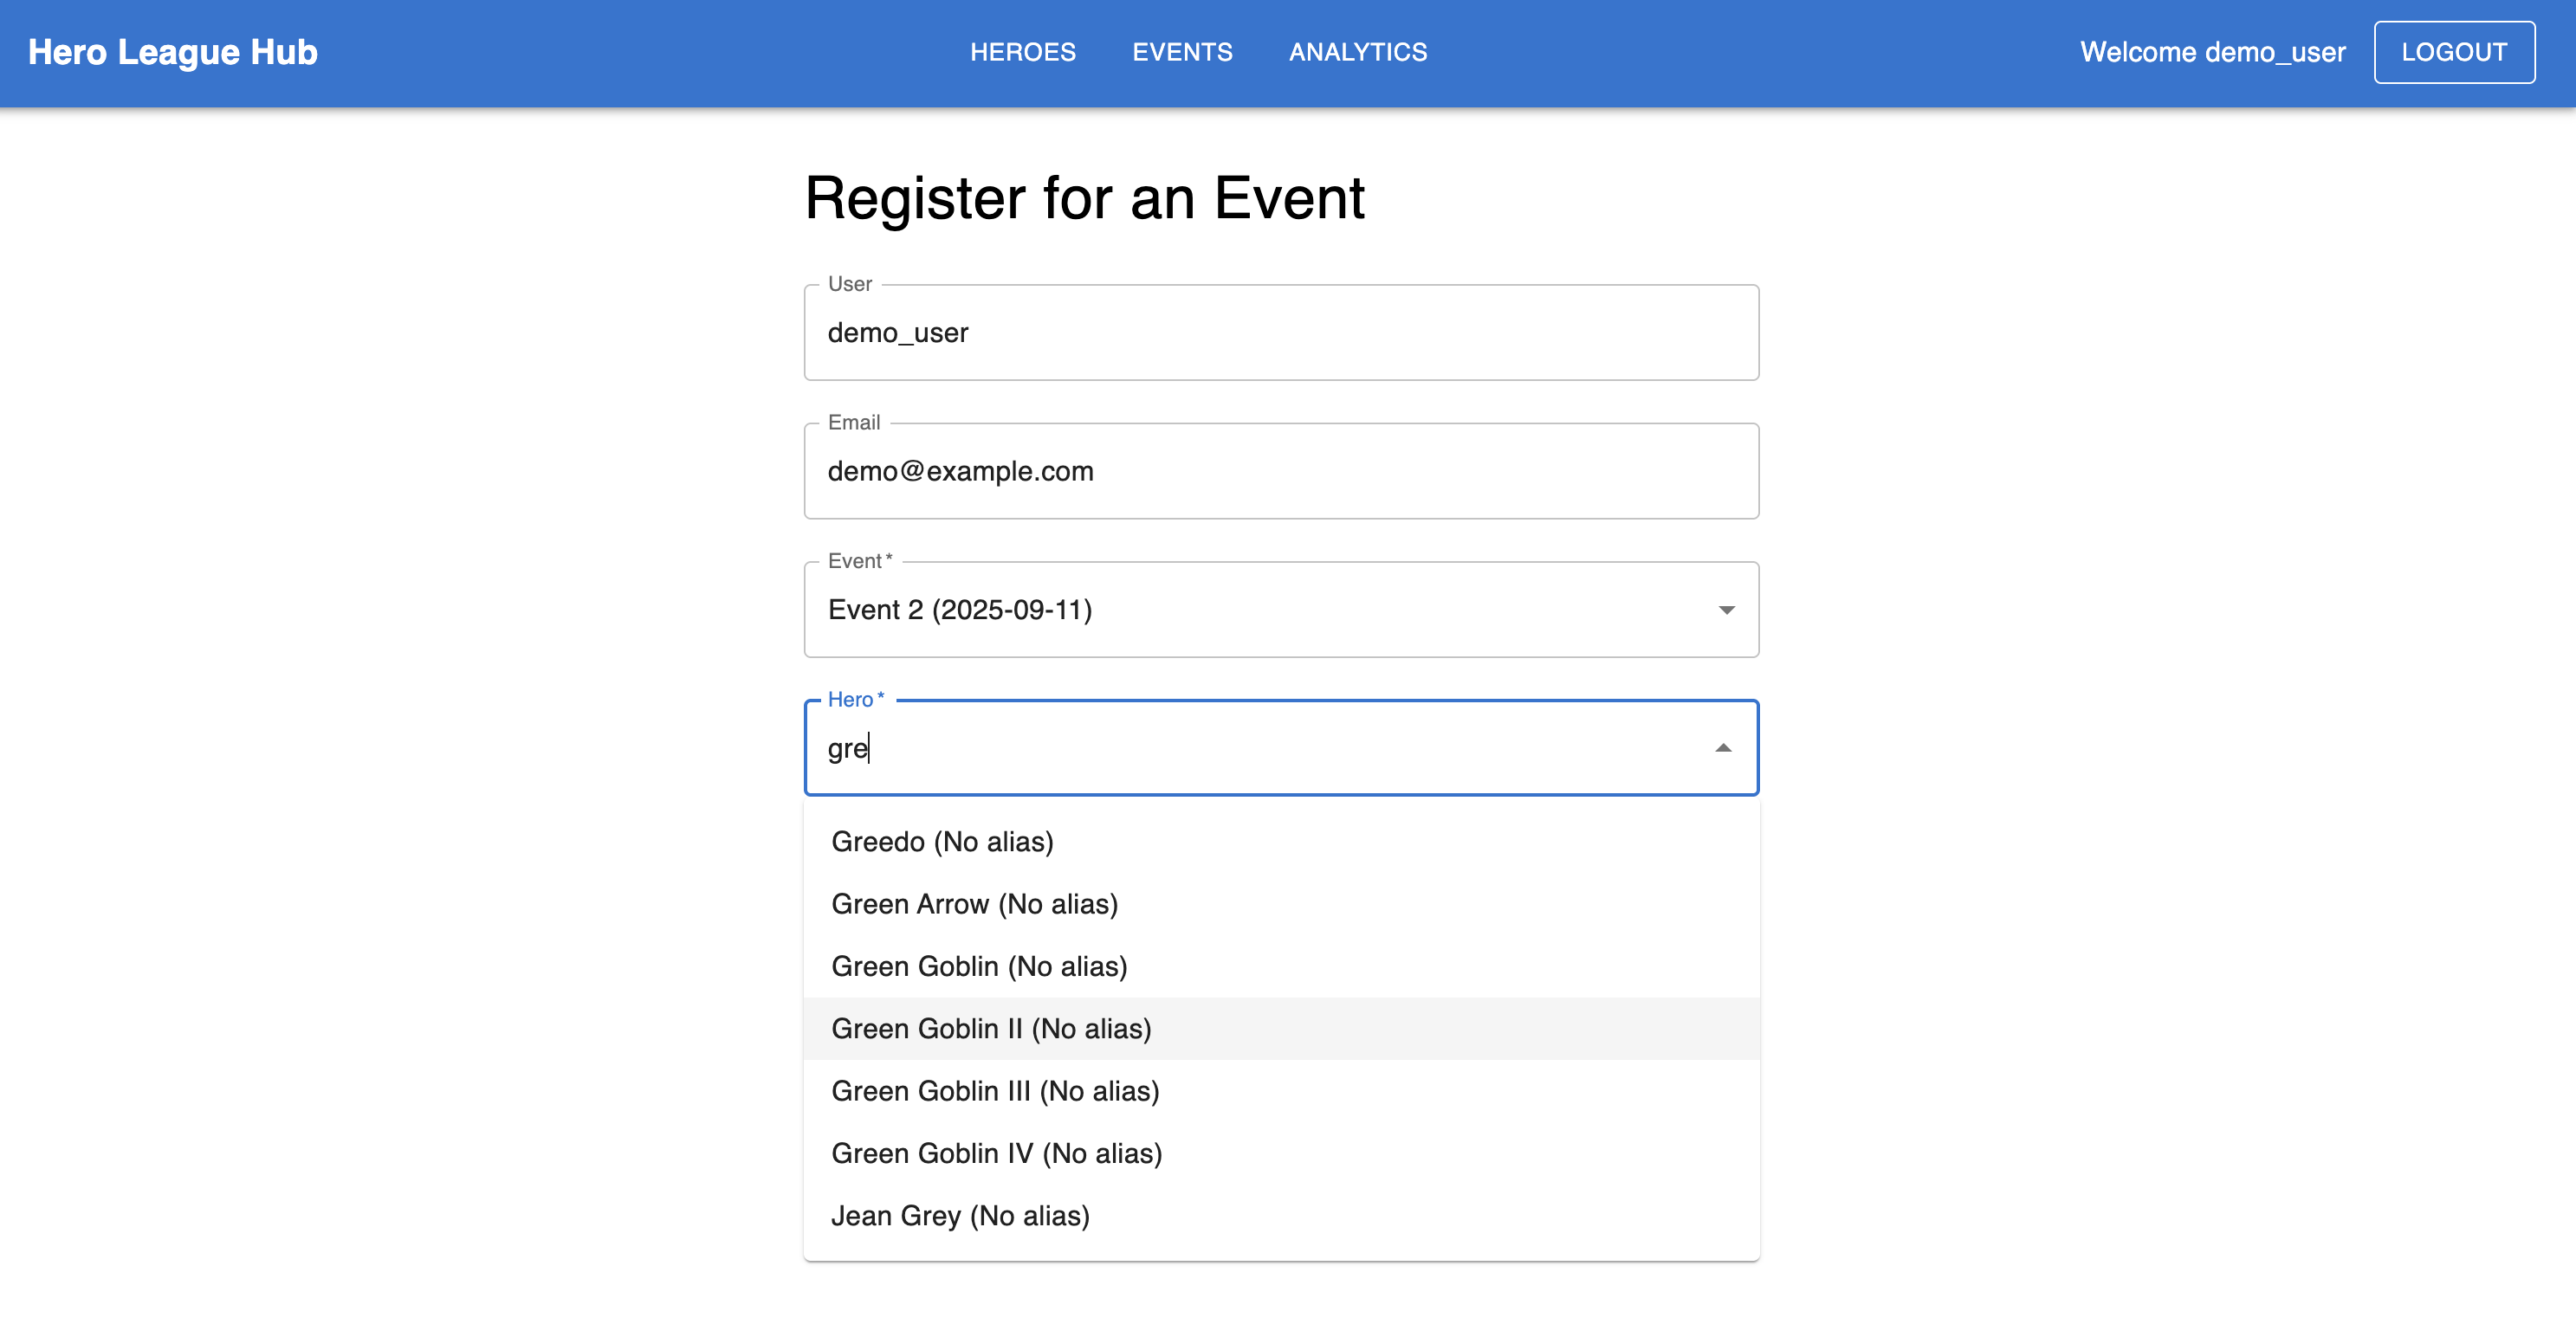 Hero League Hub HEROES EVENTS ANALYTICS Welcome demo_user LOGOUT
Register for an Event
User
demo_user
Email
demo@example.com
Event *
Event 2 (2025-09-11)
Hero *
gre
Greedo (No alias)
Green Arrow (No alias)
Green Goblin (No alias)
Green Goblin II (No alias)
Green Goblin III (No alias)
Green Goblin IV (No alias)
Jean Grey (No alias)